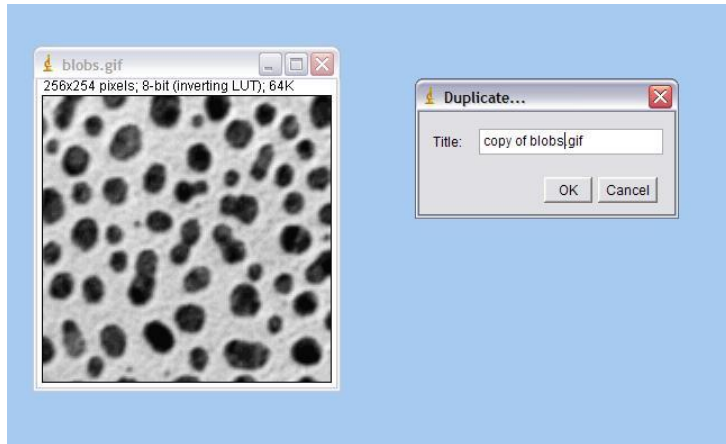 blobs.gif
256x254 pixels; 8-bit (inverting LUT); 64K
Duplicate...
Title: copy of blobs.gif
OK Cancel